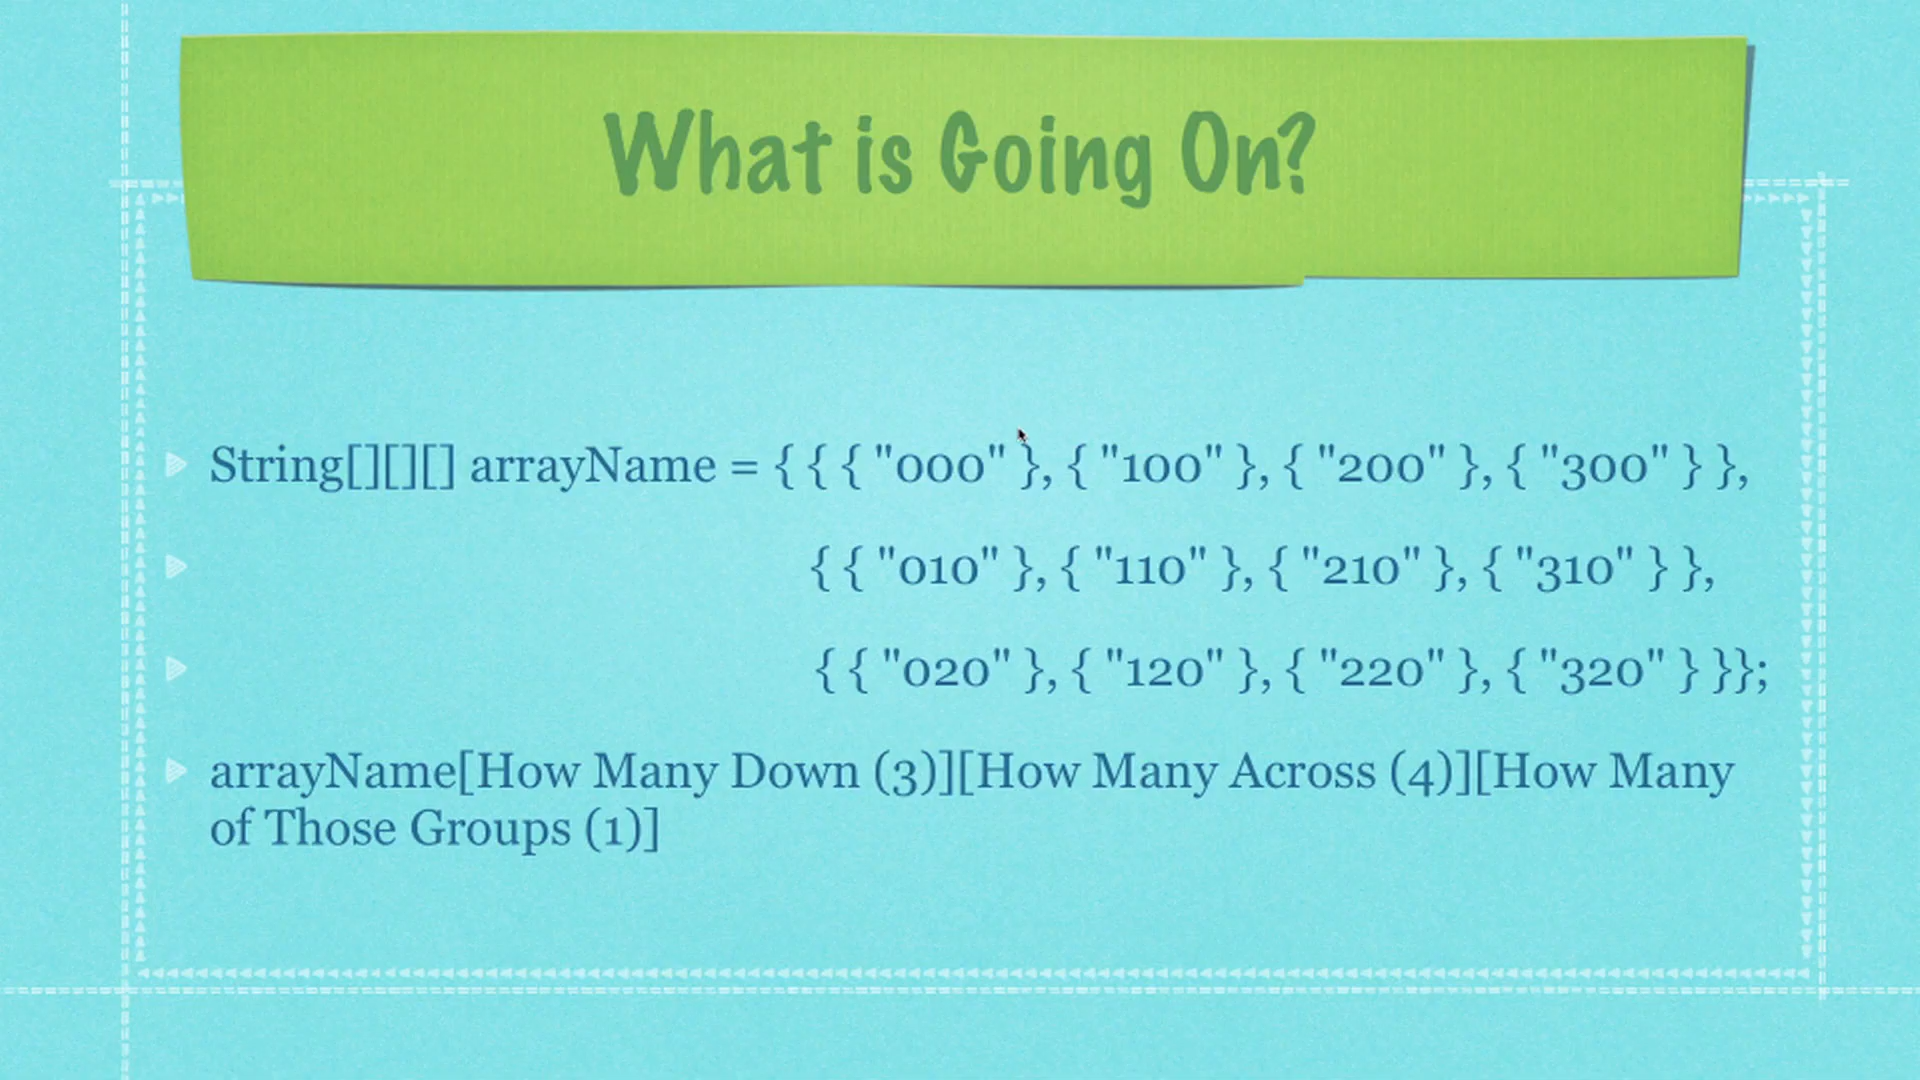 What is Going On?
String[][][] arrayName = { { { "000" }, { "100" }, { "200" }, { "300" } },
{ { "010" }, { "110" }, { "210" }, { "310" } },
{ { "020" }, { "120" }, { "220" }, { "320" } }};
arrayName[How Many Down (3)][How Many Across (4)][How Many
of Those Groups (1)]